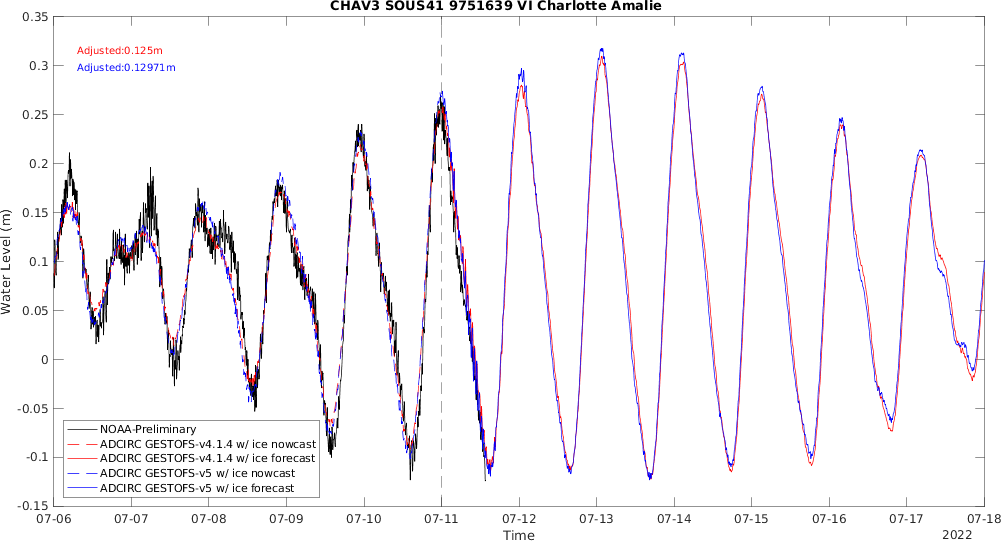 CHAV3 SOUS41 9751639 VI Charlotte Amalie
0.35
0.3
0.25
0.2
0.15
0.1
0.05
0
-0.05
-0.1
-0.15
Water Level (m)
Adjusted:0.125m
Adjusted:0.12971m
NOAA-Preliminary
ADCIRC GESTOFS-v4.1.4 w/ ice nowcast
ADCIRC GESTOFS-v4.1.4 w/ ice forecast
ADCIRC GESTOFS-v5 w/ ice nowcast
ADCIRC GESTOFS-v5 w/ ice forecast
07-06 07-07 07-08 07-09 07-10 07-11 07-12 07-13 07-14 07-15 07-16 07-17 07-18
Time
2022